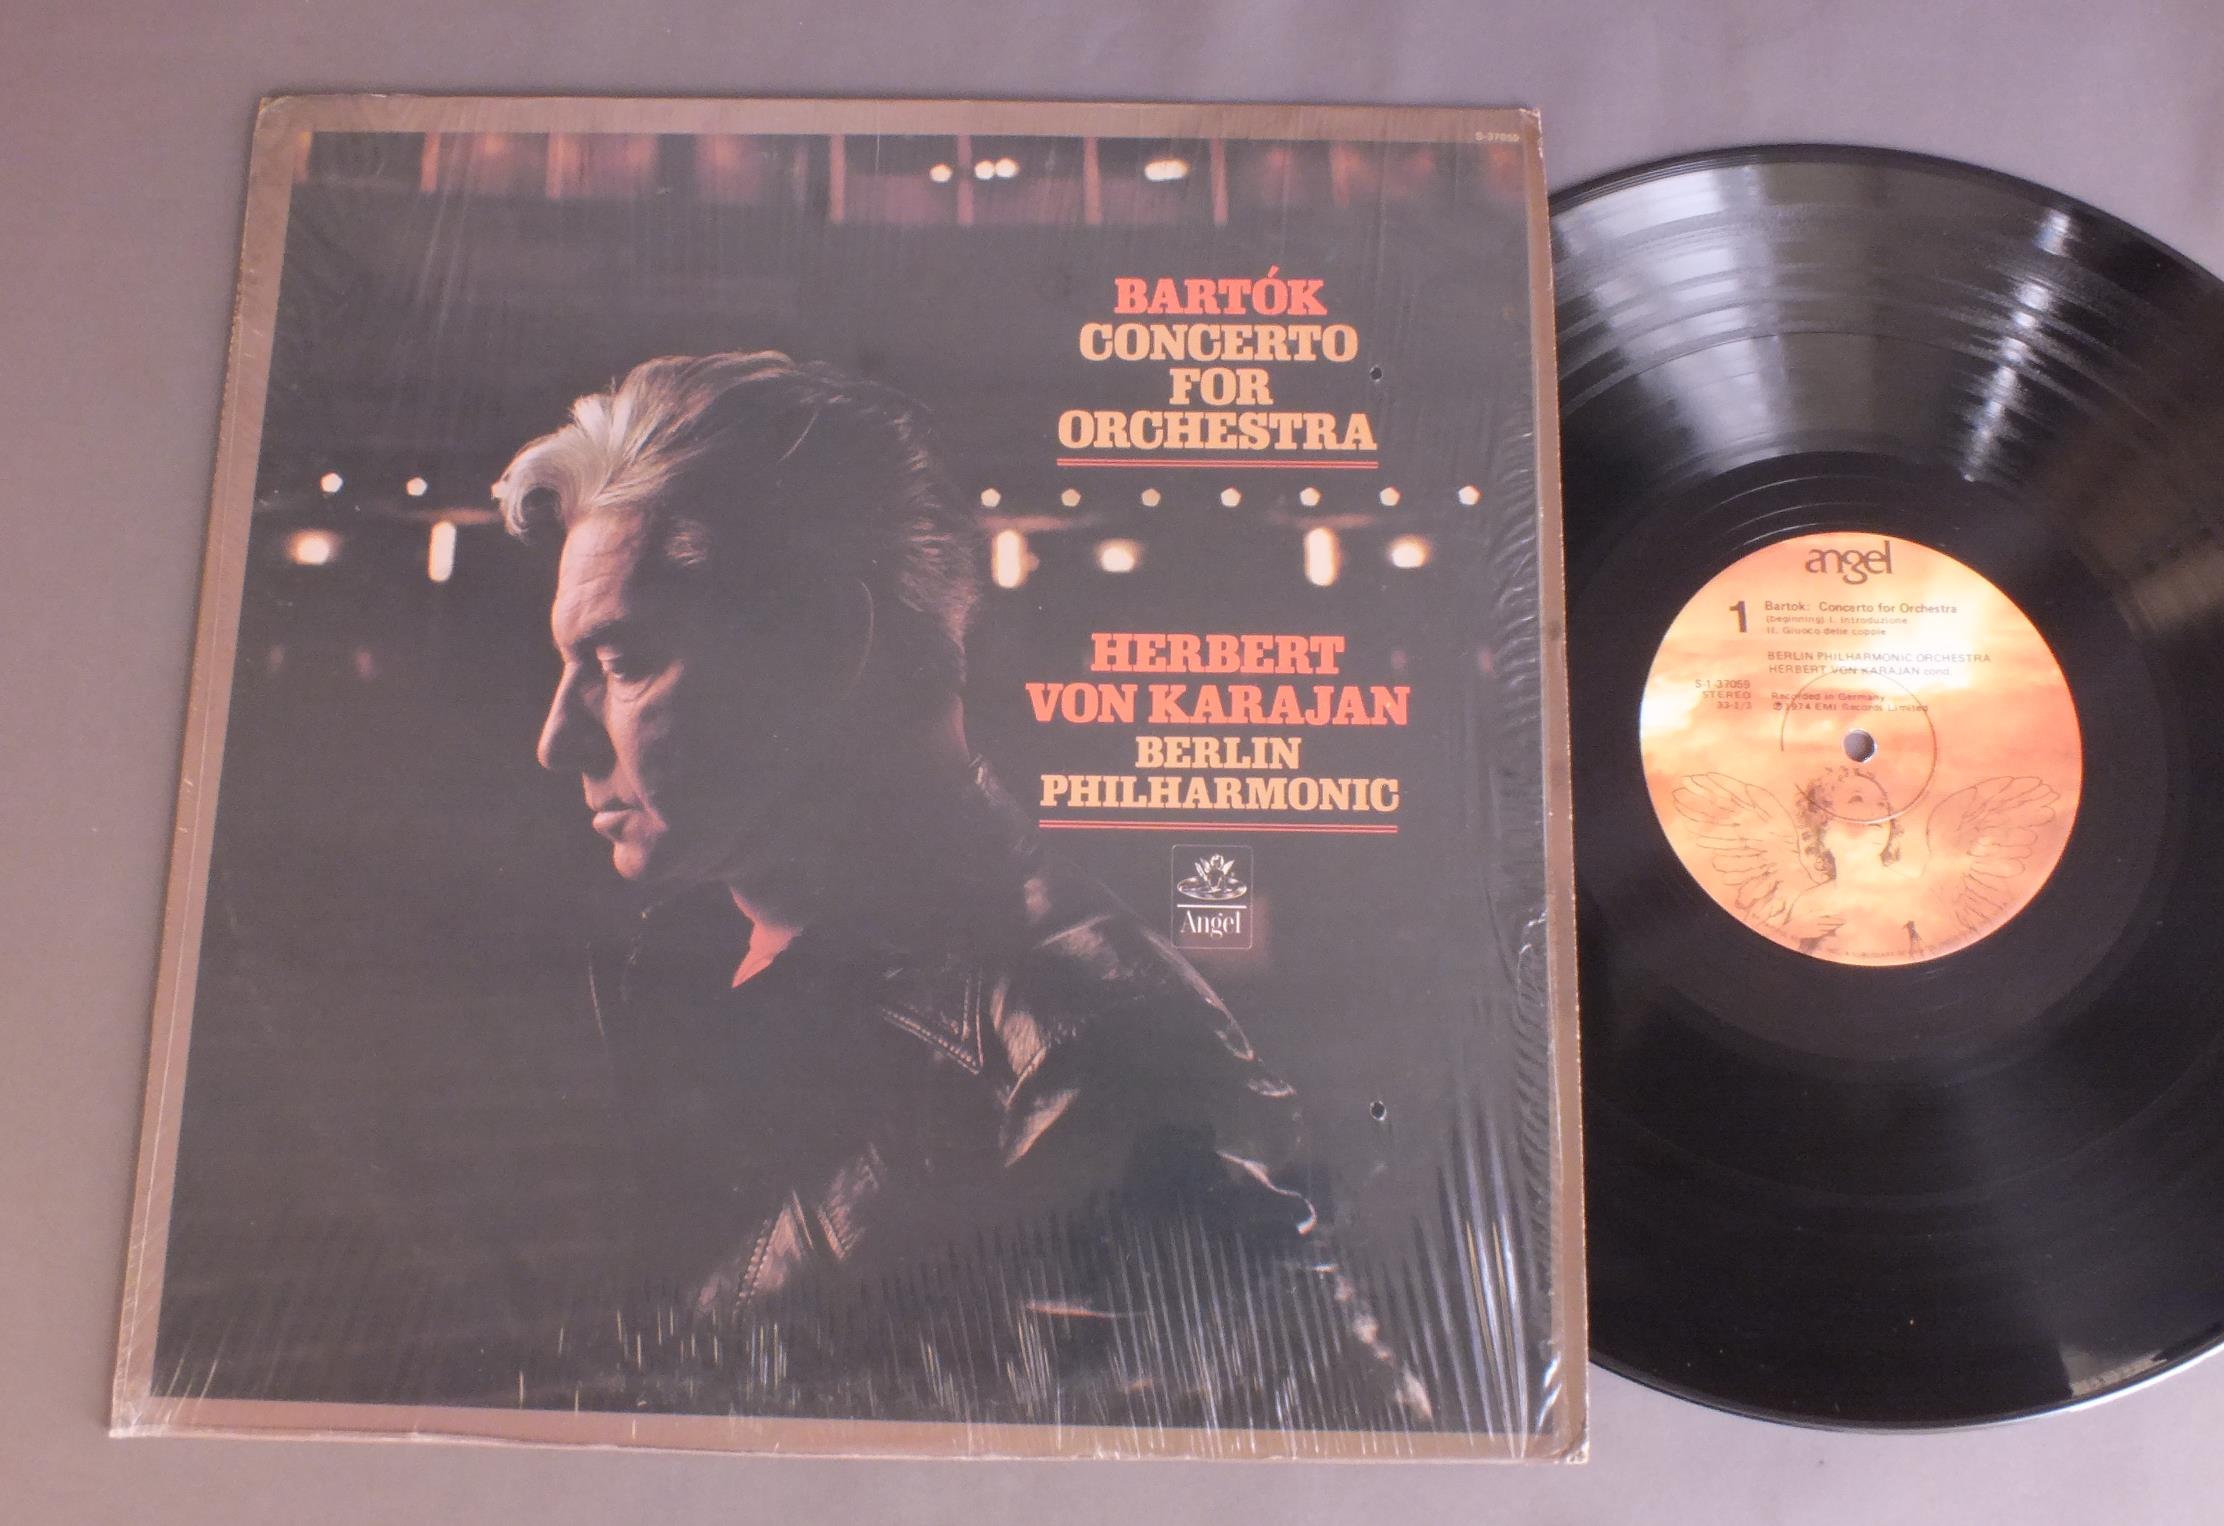 S-37059
BARTÓK
CONCERTO
FOR
ORCHESTRA
HERBERT
VON KARAJAN
BERLIN
PHILHARMONIC
Angel
angel
1
Bartok: Concerto for Orchestra
(beginning) I. Introduzione
II. Giuoco delle coppie
BERLIN PHILHARMONIC ORCHESTRA
HERBERT VON KARAJAN cond.
S-1-37059
STEREO
33-1/3
Recorded in Germany
℗1974 EMI Records Limited